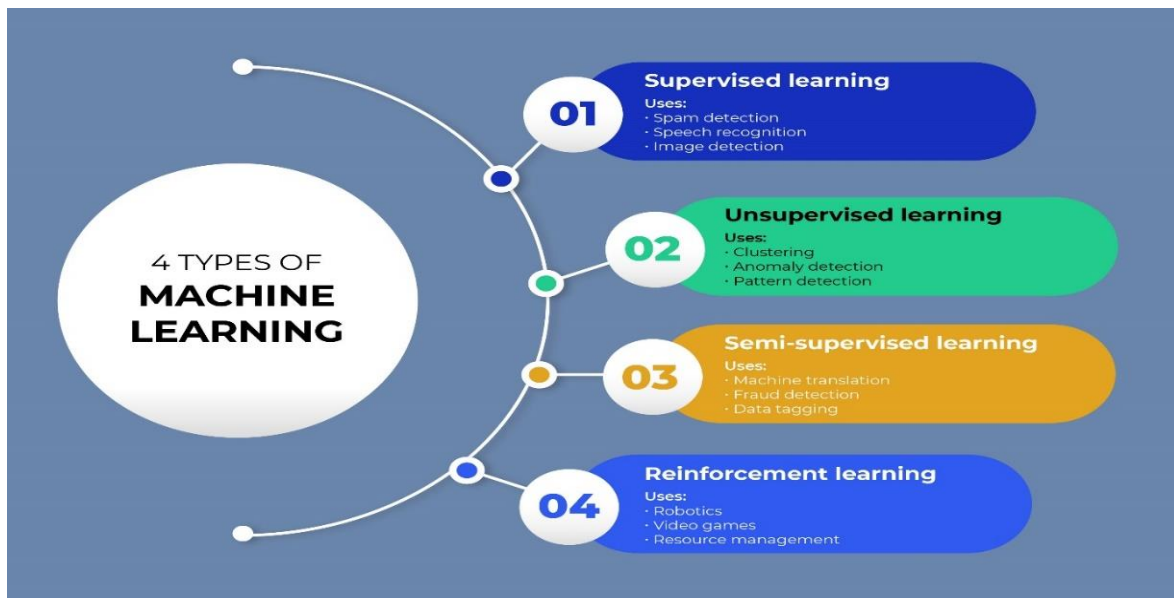 4 TYPES OF
MACHINE
LEARNING
01
Supervised learning
Uses:
· Spam detection
· Speech recognition
· Image detection
02
Unsupervised learning
Uses:
· Clustering
· Anomaly detection
· Pattern detection
03
Semi-supervised learning
Uses:
· Machine translation
· Fraud detection
· Data tagging
04
Reinforcement learning
Uses:
· Robotics
· Video games
· Resource management